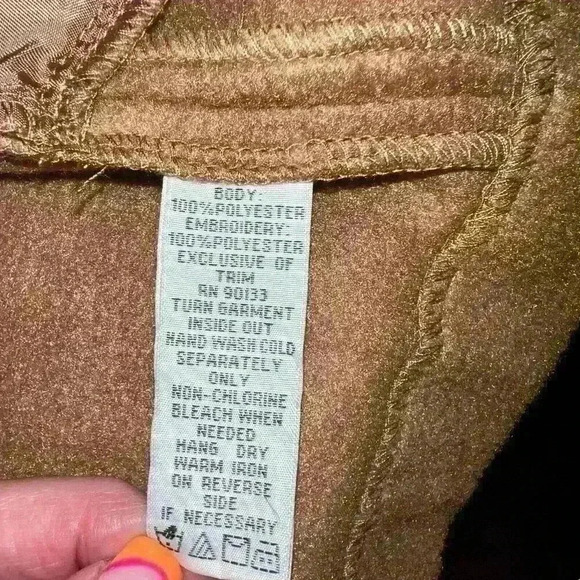 BODY:
100%POLYESTER
EMBROIDERY:
100%POLYESTER
EXCLUSIVE OF
TRIM
RN 90133
TURN GARMENT
INSIDE OUT
HAND WASH COLD
SEPARATELY
ONLY
NON-CHLORINE
BLEACH WHEN
NEEDED
HANG DRY
WARM IRON
ON REVERSE
SIDE
IF NECESSARY